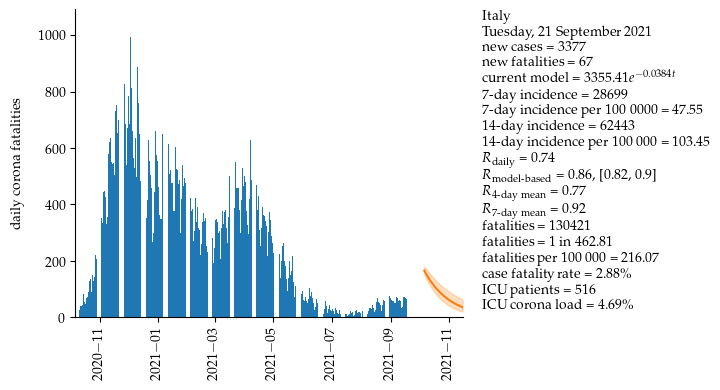 Italy
Tuesday, 21 September 2021
new cases = 3377
new fatalities = 67
current model = 3355.41e^{−0.0384t}
7-day incidence = 28699
7-day incidence per 100 0000 = 47.55
14-day incidence = 62443
14-day incidence per 100 000 = 103.45
R_daily = 0.74
R_model-based = 0.86, [0.82, 0.9]
R_4-day mean = 0.77
R_7-day mean = 0.92
fatalities = 130421
fatalities = 1 in 462.81
fatalities per 100 000 = 216.07
case fatality rate = 2.88%
ICU patients = 516
ICU corona load = 4.69%
daily corona fatalities
1000
800
600
400
200
0
2020−11
2021−01
2021−03
2021−05
2021−07
2021−09
2021−11